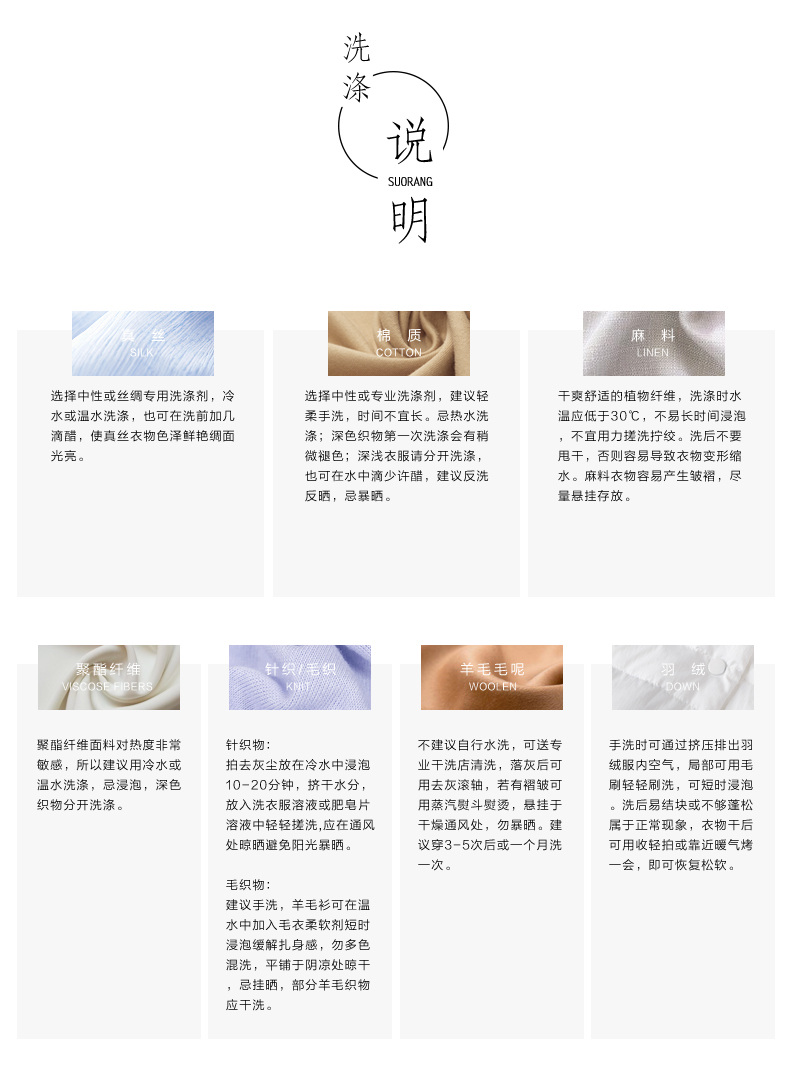 洗
涤
说
SUORANG
明
真 丝
SILK
选择中性或丝绸专用洗涤剂，冷
水或温水洗涤，也可在洗前加几
滴醋，使真丝衣物色泽鲜艳绸面
光亮。
棉 质
COTTON
选择中性或专业洗涤剂，建议轻
柔手洗，时间不宜长。忌热水洗
涤；深色织物第一次洗涤会有稍
微褪色；深浅衣服请分开洗涤，
也可在水中滴少许醋，建议反洗
反晒，忌暴晒。
麻 料
LINEN
干爽舒适的植物纤维，洗涤时水
温应低于30℃，不易长时间浸泡
，不宜用力搓洗拧绞。洗后不要
甩干，否则容易导致衣物变形缩
水。麻料衣物容易产生皱褶，尽
量悬挂存放。
聚酯纤维
VISCOSE FIBERS
聚酯纤维面料对热度非常
敏感，所以建议用冷水或
温水洗涤，忌浸泡，深色
织物分开洗涤。
针织/毛织
KNIT
针织物：
拍去灰尘放在冷水中浸泡
10-20分钟，挤干水分，
放入洗衣服溶液或肥皂片
溶液中轻轻搓洗,应在通风
处晾晒避免阳光暴晒。
毛织物：
建议手洗，羊毛衫可在温
水中加入毛衣柔软剂短时
浸泡缓解扎身感，勿多色
混洗，平铺于阴凉处晾干
，忌挂晒，部分羊毛织物
应干洗。
羊毛毛呢
WOOLEN
不建议自行水洗，可送专
业干洗店清洗，落灰后可
用去灰滚轴，若有褶皱可
用蒸汽熨斗熨烫，悬挂于
干燥通风处，勿暴晒。建
议穿3-5次后或一个月洗
一次。
羽 绒
DOWN
手洗时可通过挤压排出羽
绒服内空气，局部可用毛
刷轻轻刷洗，可短时浸泡
。洗后易结块或不够蓬松
属于正常现象，衣物干后
可用收轻拍或靠近暖气烤
一会，即可恢复松软。